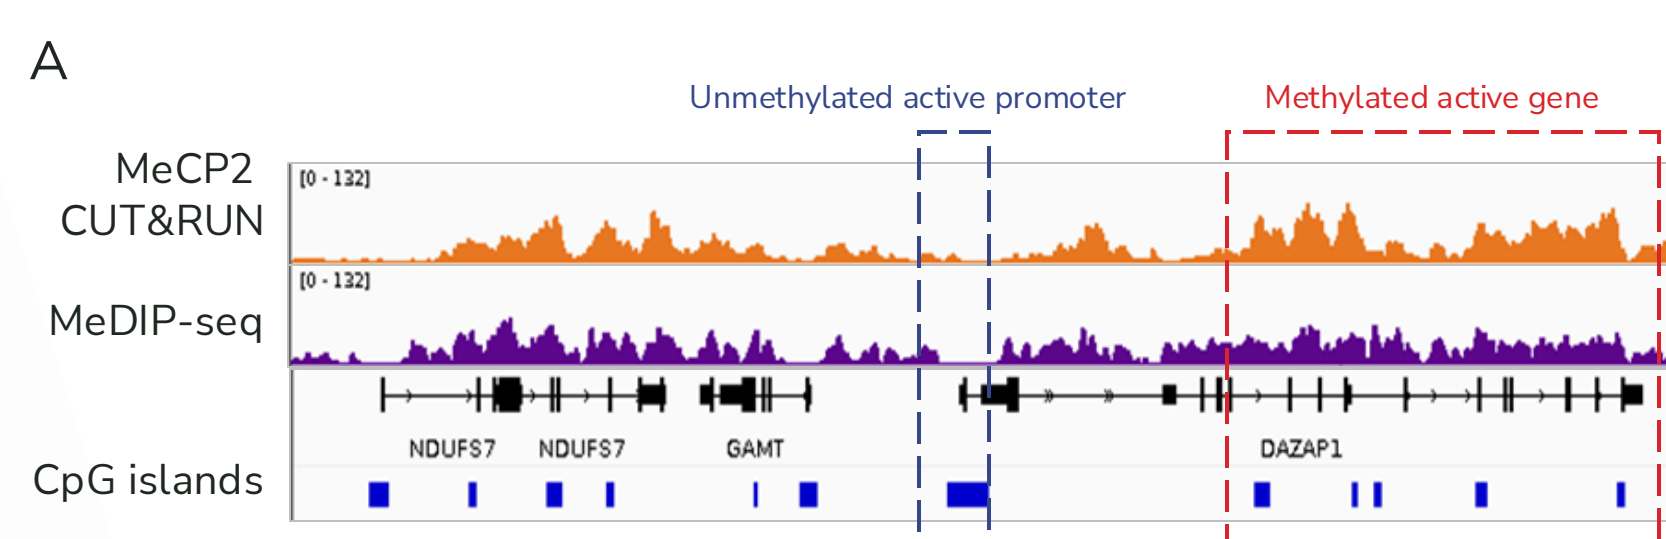 A
Unmethylated active promoter
Methylated active gene
MeCP2
CUT&RUN
[0 - 132]
MeDIP-seq
[0 - 132]
NDUFS7
NDUFS7
GAMT
DAZAP1
CpG islands